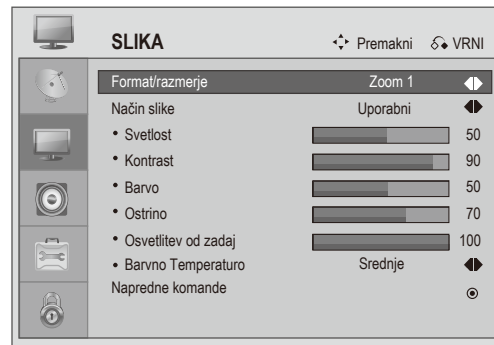 SLIKA Premakni VRNI
Format/razmerje Zoom 1
Način slike Uporabni
• Svetlost 50
• Kontrast 90
• Barvo 50
• Ostrino 70
• Osvetlitev od zadaj 100
• Barvno Temperaturo Srednje
Napredne komande